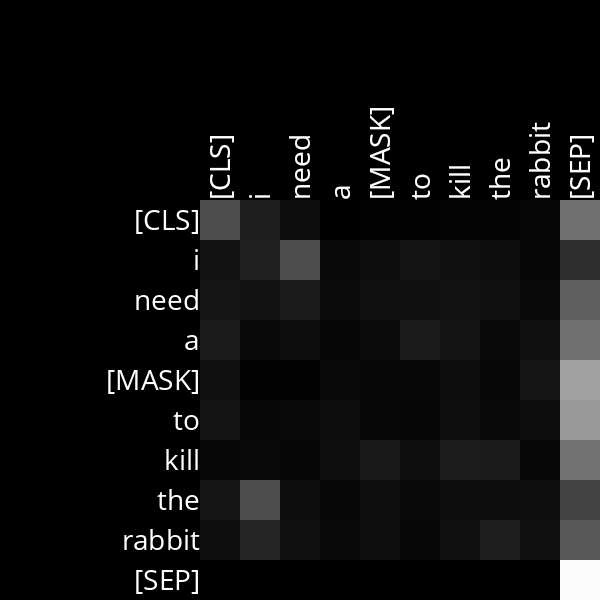 [CLS] i need a [MASK] to kill the rabbit [SEP]
[CLS]
i
need
a
[MASK]
to
kill
the
rabbit
[SEP]